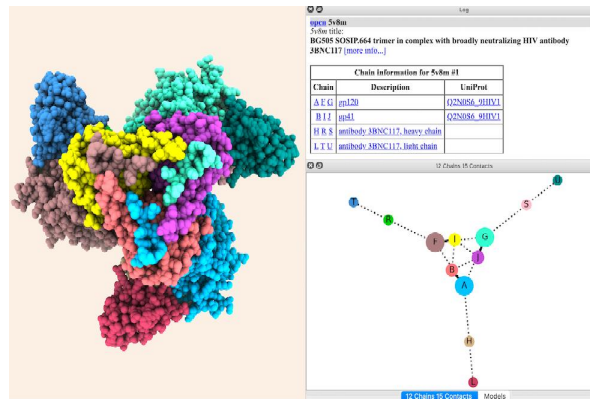 Log
open 5v8m
5v8m title:
BG505 SOSIP.664 trimer in complex with broadly neutralizing HIV antibody
3BNC117 [more info...]
Chain information for 5v8m #1
Chain Description UniProt
A F G gp120 Q2N0S6_9HIV1
B I J gp41 Q2N0S6_9HIV1
H R S antibody 3BNC117, heavy chain
L T U antibody 3BNC117, light chain
12 Chains 15 Contacts
U
T
S
R
F
I
G
J
B
A
H
L
12 Chains 15 Contacts Models